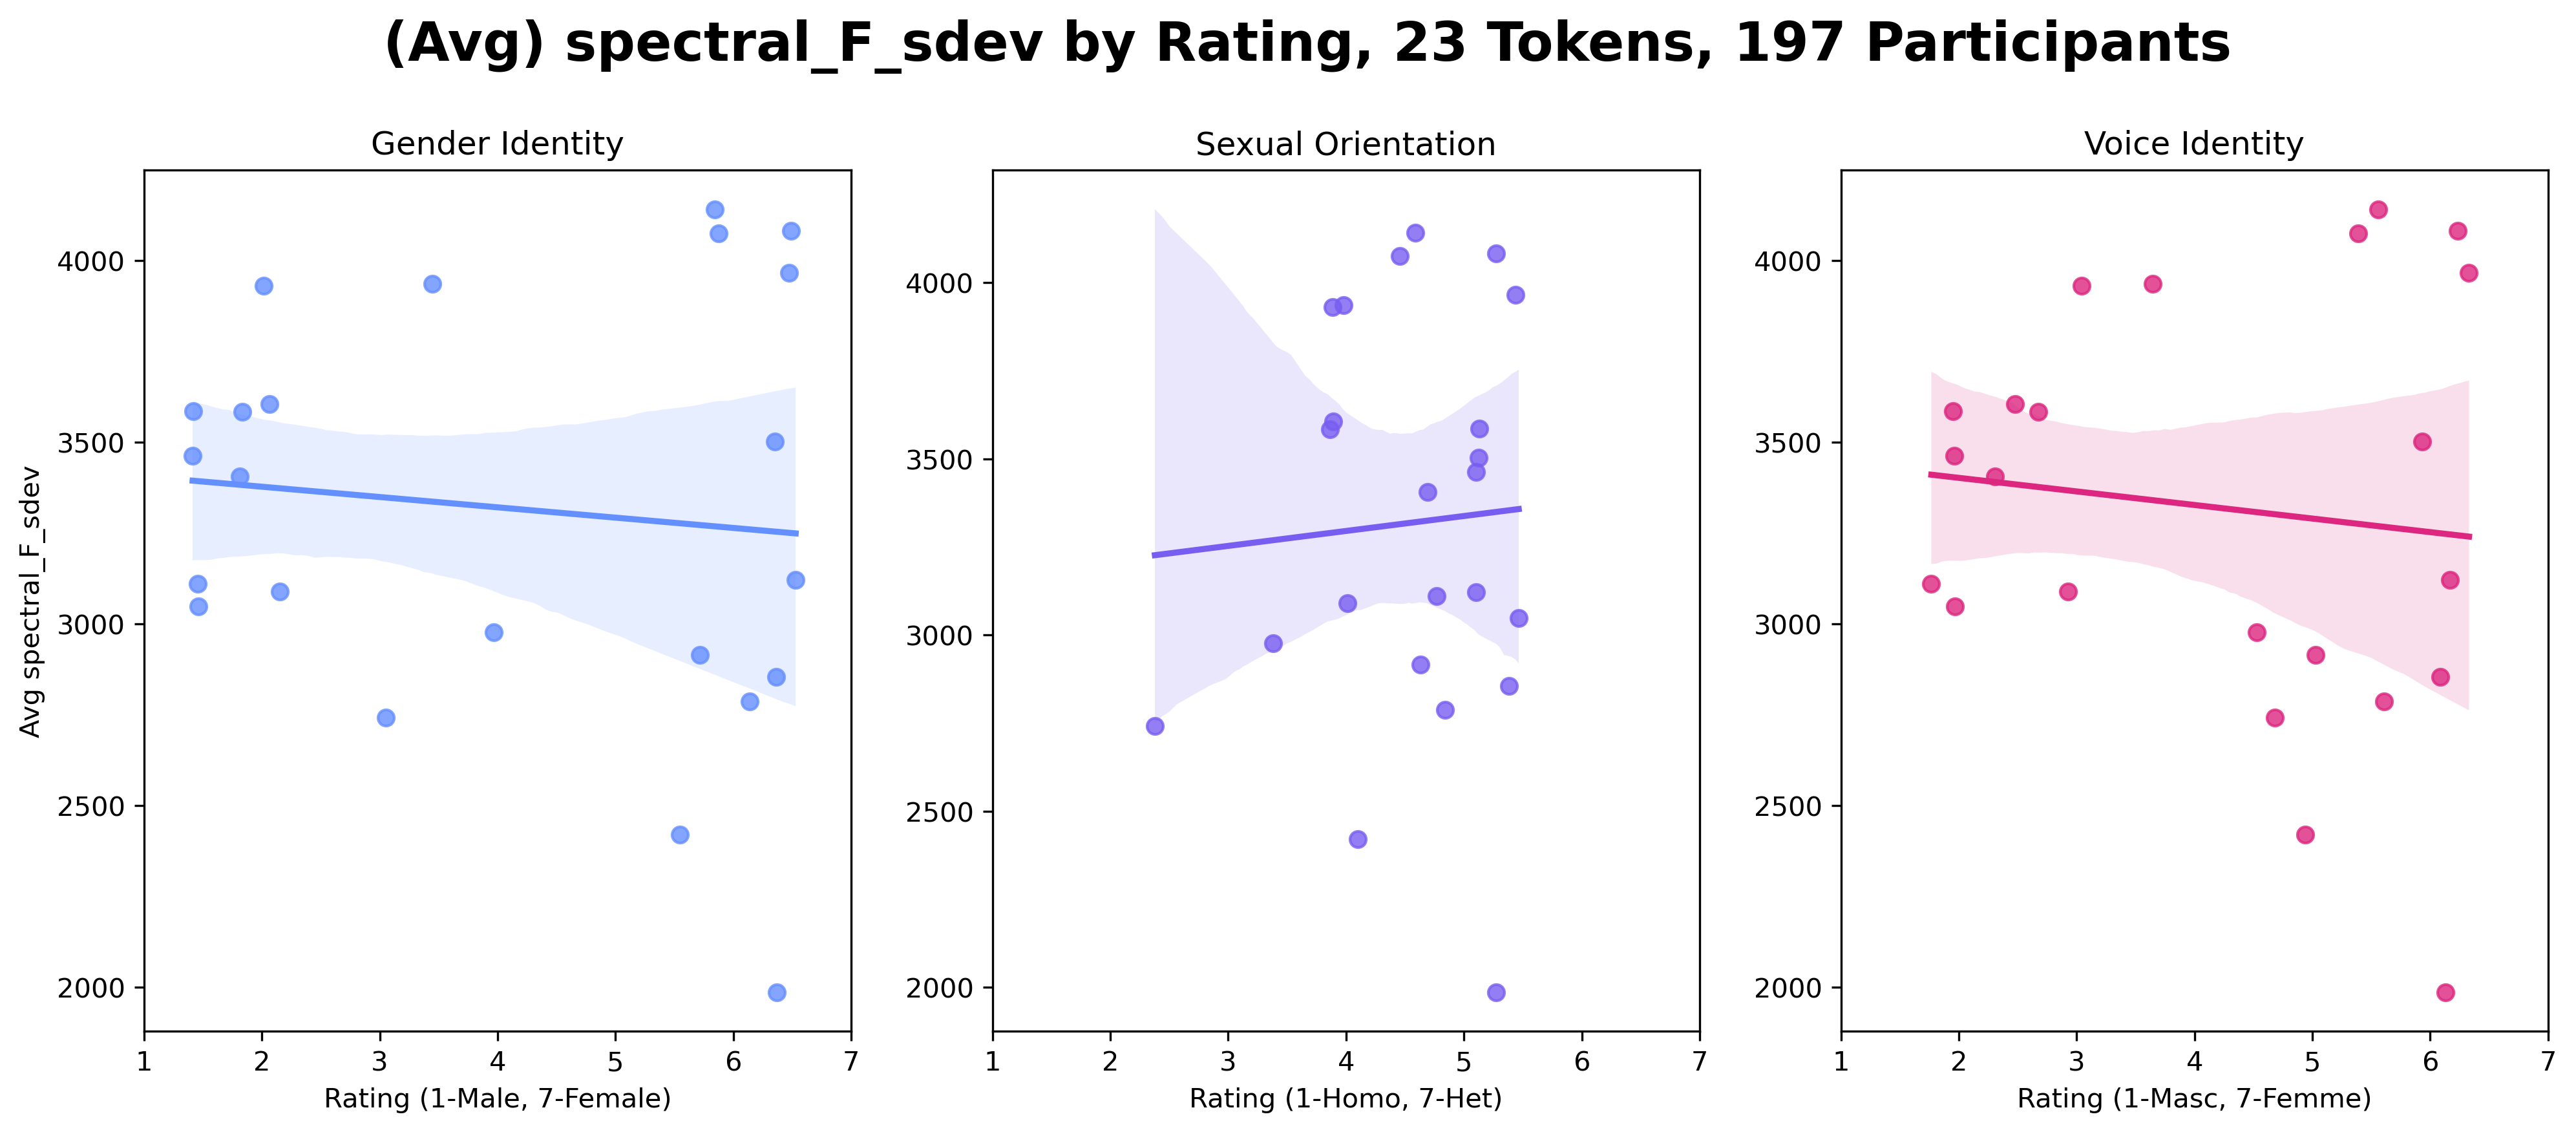 (Avg) spectral_F_sdev by Rating, 23 Tokens, 197 Participants
Gender Identity
Avg spectral_F_sdev
4000
3500
3000
2500
2000
1 2 3 4 5 6 7
Rating (1-Male, 7-Female)
Sexual Orientation
4000
3500
3000
2500
2000
1 2 3 4 5 6 7
Rating (1-Homo, 7-Het)
Voice Identity
4000
3500
3000
2500
2000
1 2 3 4 5 6 7
Rating (1-Masc, 7-Femme)